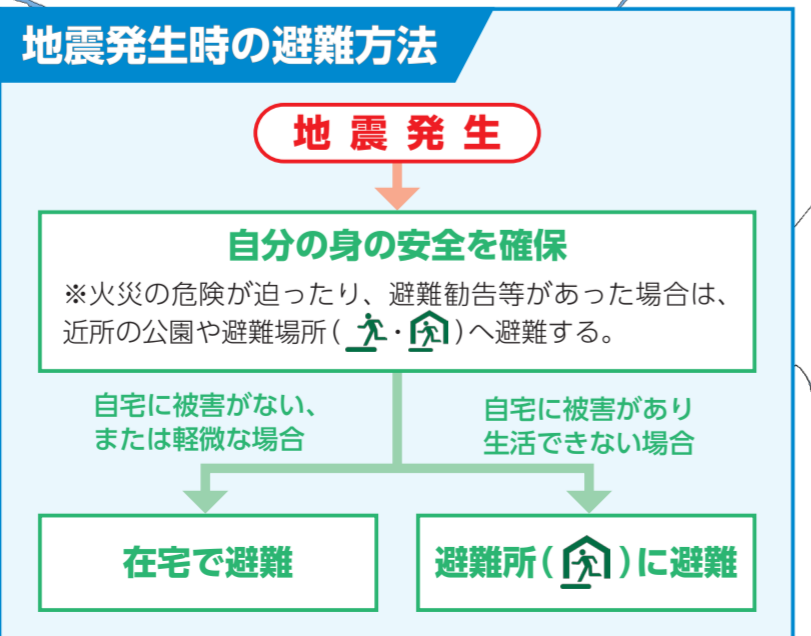 地震発生時の避難方法
地震発生
自分の身の安全を確保
※火災の危険が迫ったり、避難勧告等があった場合は、
近所の公園や避難場所(・)へ避難する。
自宅に被害がない、
または軽微な場合
自宅に被害があり
生活できない場合
在宅で避難
避難所()に避難